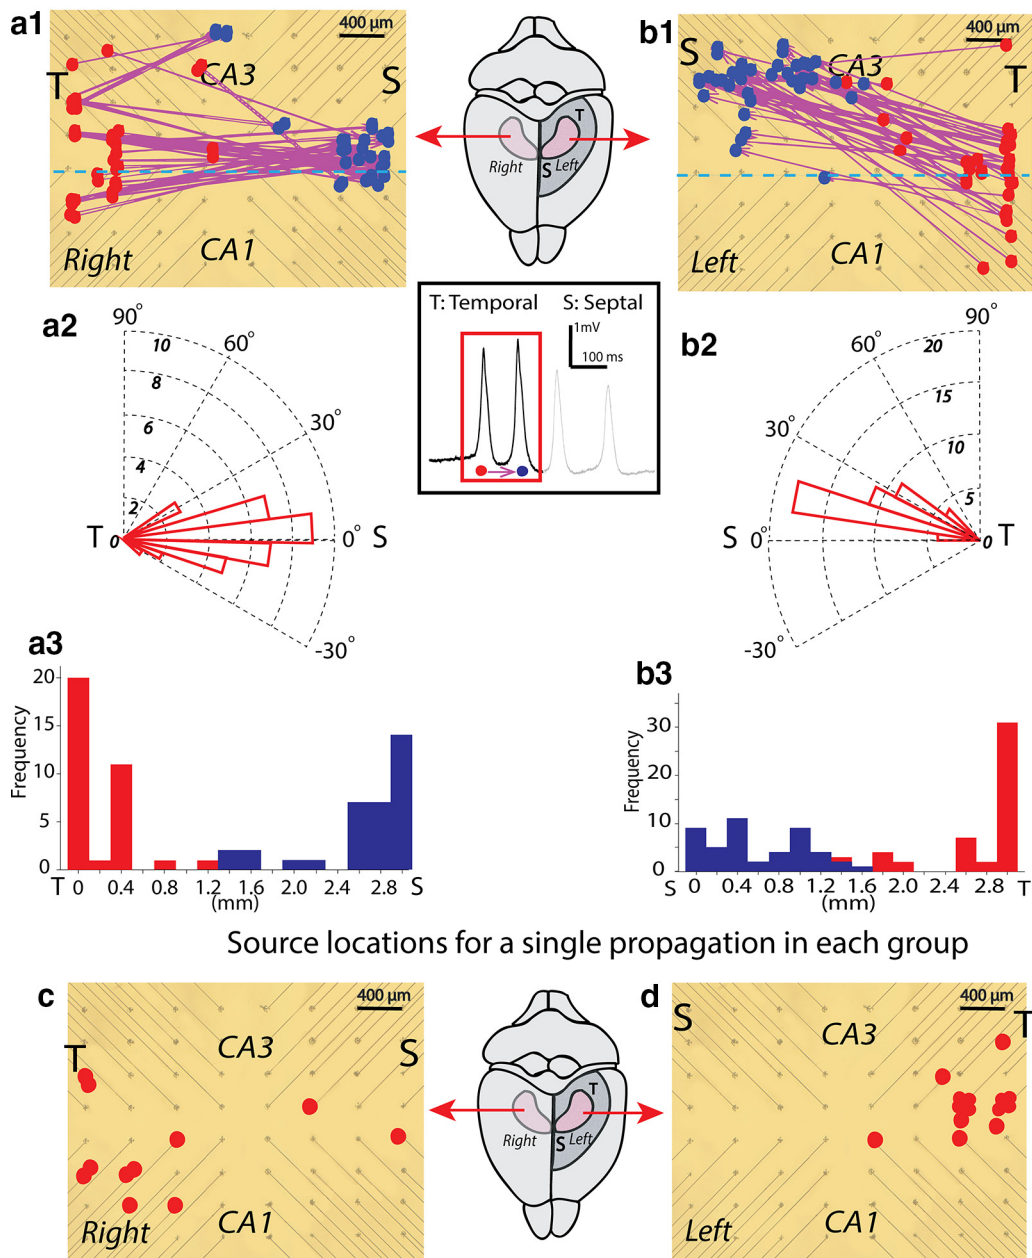 a1
400 µm
T
CA3
S
Right
CA1
T
Right
S
Left
b1
400 µm
S
CA3
T
Left
CA1
T: Temporal S: Septal
1mV
100 ms
a2
90°
60°
30°
0°
-30°
10
8
6
4
2
0
T
S
b2
90°
60°
30°
0°
-30°
20
15
10
5
0
S
T
a3
Frequency
20
15
10
5
0
T 0 0.4 0.8 1.2 1.6 2.0 2.4 2.8 S
(mm)
b3
Frequency
30
20
10
0
S 0 0.4 0.8 1.2 1.6 2.0 2.4 2.8 T
(mm)
Source locations for a single propagation in each group
c
400 µm
T
CA3
S
Right
CA1
T
Right
S
Left
d
400 µm
S
CA3
T
Left
CA1